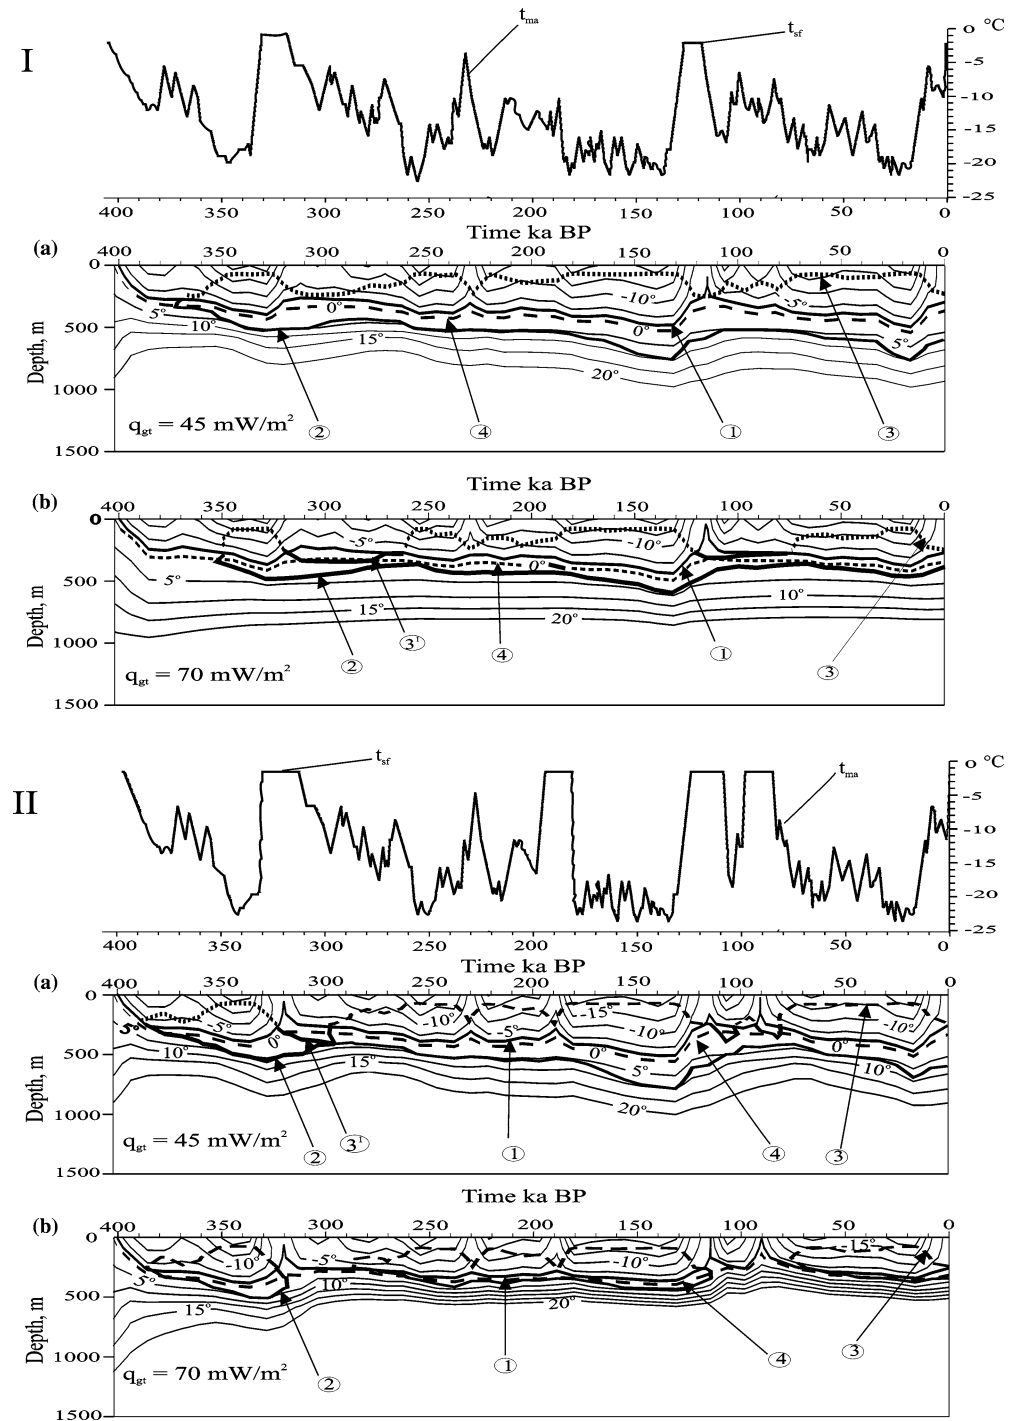 I
t_ma
t_sf
0 °C
-5
-10
-15
-20
-25
400 350 300 250 200 150 100 50 0
Time ka BP
(a)
400 350 300 250 200 150 100 50 0
0
500
1000
1500
Depth, m
-10° -5°
0° 0°
5° 5°
10°
15°
20°
q_gt = 45 mW/m²
② ④ ① ③
Time ka BP
(b)
400 350 300 250 200 150 100 50 0
0
500
1000
1500
Depth, m
-5° -10°
0°
5° 10°
15°
20°
q_gt = 70 mW/m²
② 3¹ ④ ① ③
II
t_sf
t_ma
0 °C
-5
-10
-15
-20
-25
400 350 300 250 200 150 100 50 0
Time ka BP
(a)
400 350 300 250 200 150 100 50 0
0
500
1000
1500
Depth, m
-5° -10° -5° -15° -10° -10°
5° 0° 0° 0°
10° 15° 5° 10°
20°
q_gt = 45 mW/m²
② 3¹ ① ④ ③
Time ka BP
(b)
400 350 300 250 200 150 100 50 0
0
500
1000
1500
Depth, m
-10° -5° -10° -15°
5° 10°
15° 20°
q_gt = 70 mW/m²
② ① ④ ③